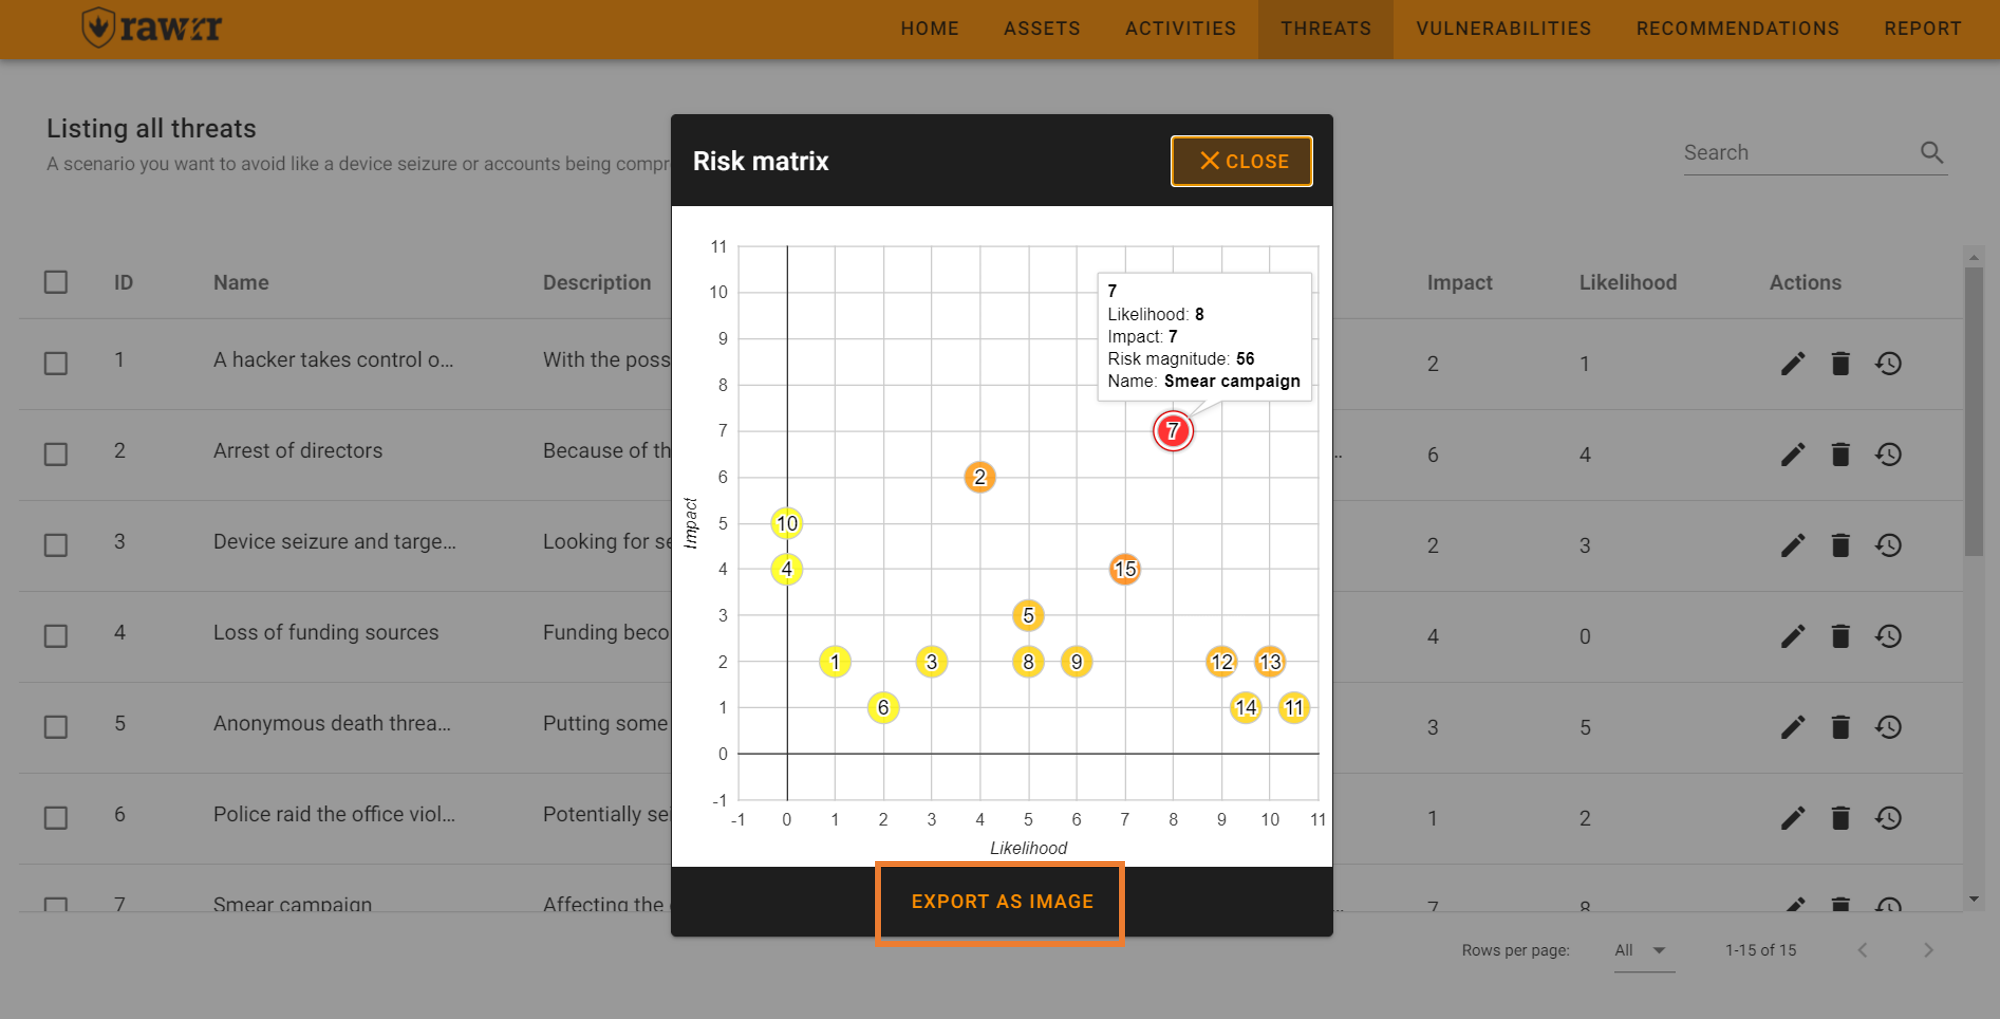 rawrr
HOME ASSETS ACTIVITIES THREATS VULNERABILITIES RECOMMENDATIONS REPORT
Listing all threats
A scenario you want to avoid like a device seizure or accounts being compr
Search
ID Name Description Impact Likelihood Actions
1 A hacker takes control o... With the poss 2 1
2 Arrest of directors Because of th .. 6 4
3 Device seizure and targe... Looking for se 2 3
4 Loss of funding sources Funding beco 4 0
5 Anonymous death threa... Putting some 3 5
6 Police raid the office viol... Potentially sei 1 2
7 Smear campaign Affecting the .. 7 8
Rows per page: All 1-15 of 15
Risk matrix
CLOSE
11
10
9
8
7
6
5
4
3
2
1
0
-1
Impact
7
Likelihood: 8
Impact: 7
Risk magnitude: 56
Name: Smear campaign
7
2
10
4 15
5
1 3 8 9 12 13
6 14 11
-1 0 1 2 3 4 5 6 7 8 9 10 11
Likelihood
EXPORT AS IMAGE